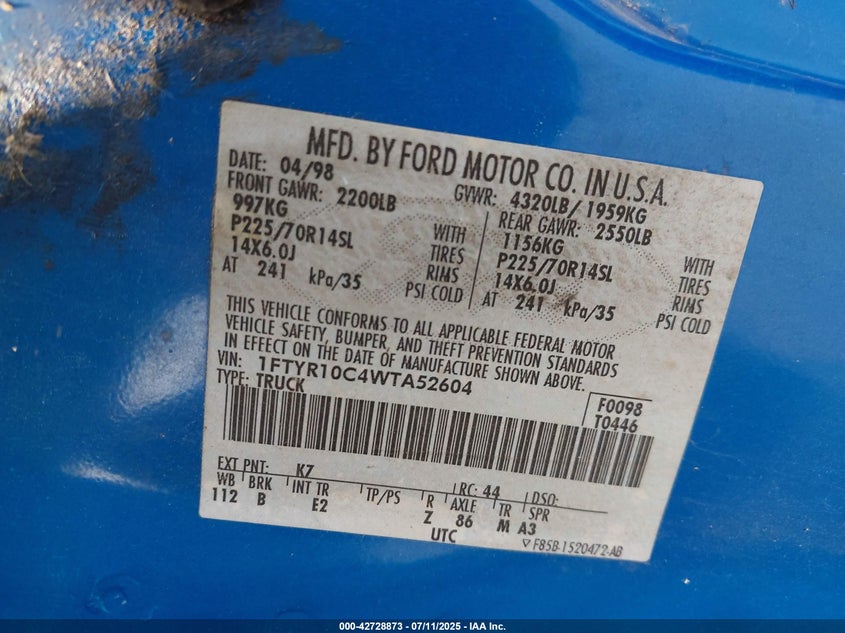 MFD. BY FORD MOTOR CO. IN U.S.A.
DATE: 04/98 GVWR: 4320LB/ 1959KG
FRONT GAWR: 2200LB REAR GAWR: 2550LB
997KG WITH 1156KG WITH
P225/70R14SL TIRES P225/70R14SL TIRES
14X6.0J RIMS 14X6.0J RIMS
AT 241 kPa/35 PSI COLD AT 241 kPa/35 PSI COLD
THIS VEHICLE CONFORMS TO ALL APPLICABLE FEDERAL MOTOR
VEHICLE SAFETY, BUMPER, AND THEFT PREVENTION STANDARDS
IN EFFECT ON THE DATE OF MANUFACTURE SHOWN ABOVE.
VIN: 1FTYR10C4WTA52604
TYPE: TRUCK F0098
T0446
EXT PNT: K7 RC: 44 DSO:
WB BRK INT TR TP/PS R AXLE TR SPR
112 B E2 Z 86 M A3
UTC
▽ F85B-1520472-AB
000-42728873 - 07/11/2025 - IAA Inc.